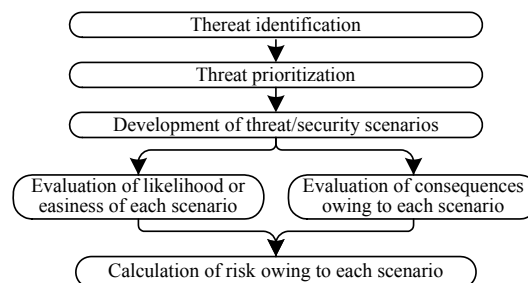 Thereat identification
Threat prioritization
Development of threat/security scenarios
Evaluation of likelihood or
easiness of each scenario
Evaluation of consequences
owing to each scenario
Calculation of risk owing to each scenario